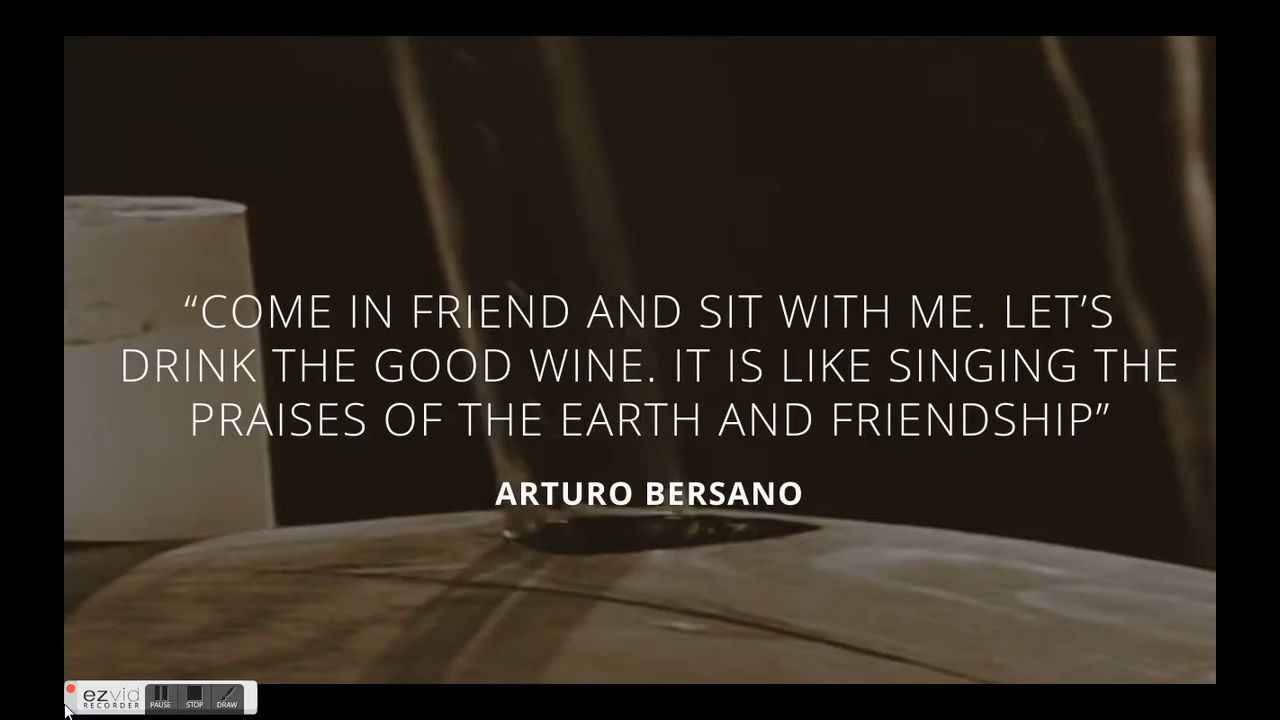 “COME IN FRIEND AND SIT WITH ME. LET’S
DRINK THE GOOD WINE. IT IS LIKE SINGING THE
PRAISES OF THE EARTH AND FRIENDSHIP”
ARTURO BERSANO
ezvid
RECORDER
PAUSE
STOP
DRAW